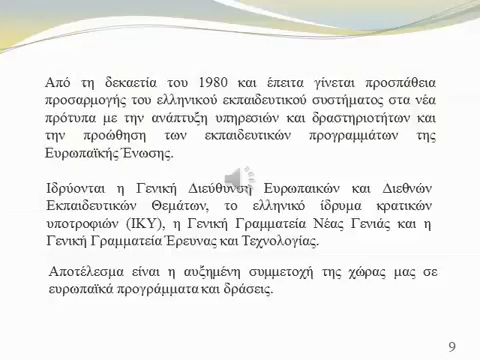 Από τη δεκαετία του 1980 και έπειτα γίνεται προσπάθεια
προσαρμογής του ελληνικού εκπαιδευτικού συστήματος στα νέα
πρότυπα με την ανάπτυξη υπηρεσιών και δραστηριοτήτων και
την προώθηση των εκπαιδευτικών προγραμμάτων της
Ευρωπαϊκής Ένωσης.
Ιδρύονται η Γενική Διεύθυνση Ευρωπαικών και Διεθνών
Εκπαιδευτικών Θεμάτων, το ελληνικό ίδρυμα κρατικών
υποτροφιών (ΙΚΥ), η Γενική Γραμματεία Νέας Γενιάς και η
Γενική Γραμματεία Έρευνας και Τεχνολογίας.
Αποτέλεσμα είναι η αυξημένη συμμετοχή της χώρας μας σε
ευρωπαϊκά προγράμματα και δράσεις.
9